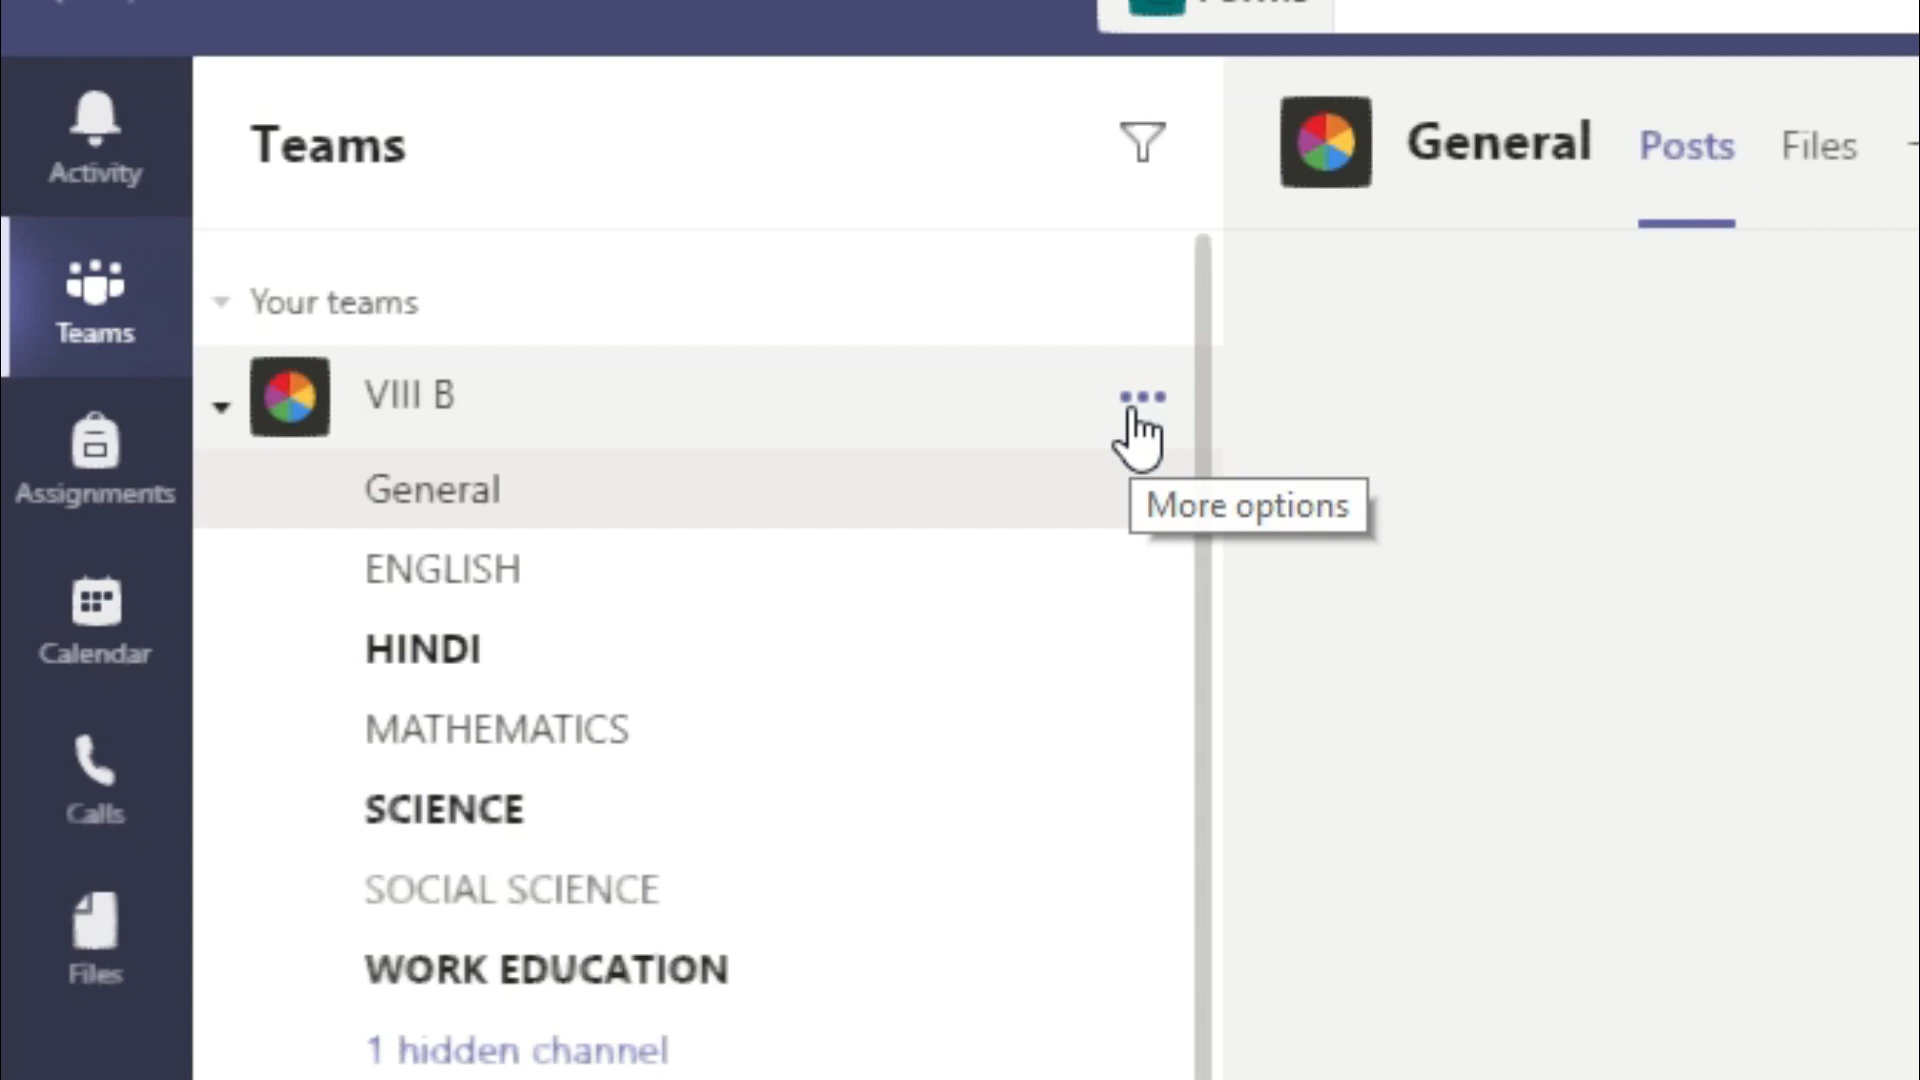 Activity
Teams
Assignments
Calendar
Calls
Files
Teams
Your teams
VIII B
General
ENGLISH
HINDI
MATHEMATICS
SCIENCE
SOCIAL SCIENCE
WORK EDUCATION
1 hidden channel
More options
General Posts Files